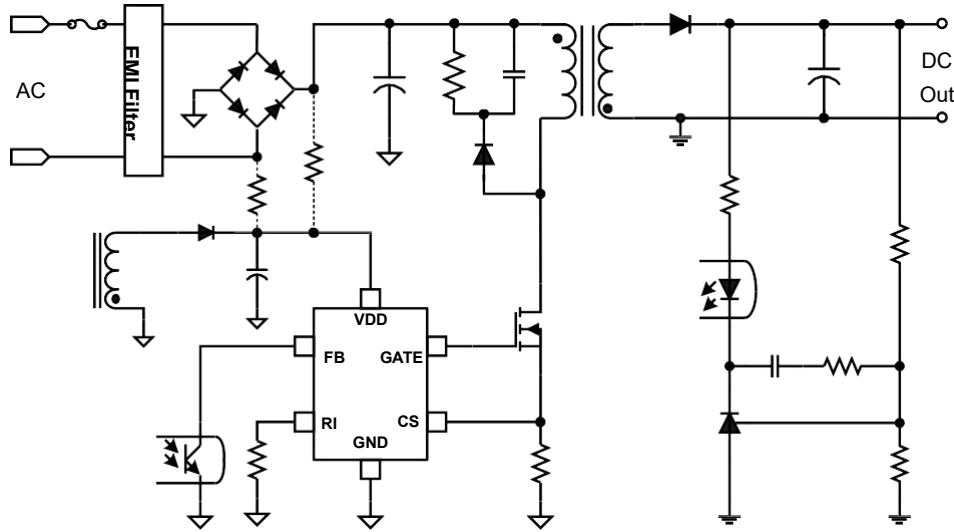 AC
EMI Filter
DC
Out
VDD
FB
GATE
RI
CS
GND